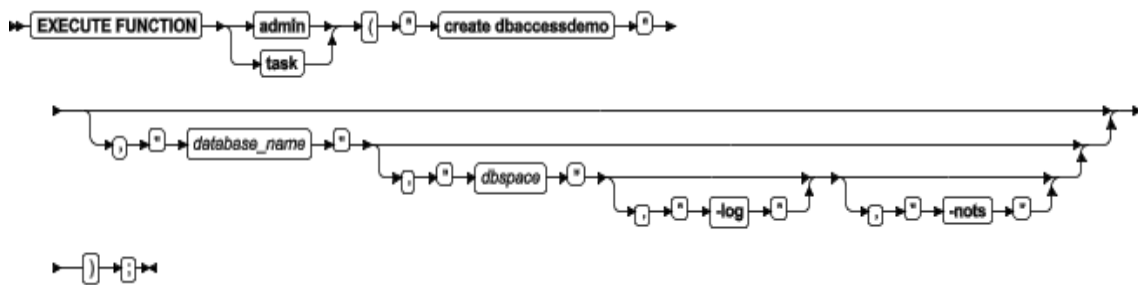 EXECUTE FUNCTION admin ( " create dbaccessdemo "
task
, " database_name "
, " dbspace "
, " -log " , " -nots "
) ;